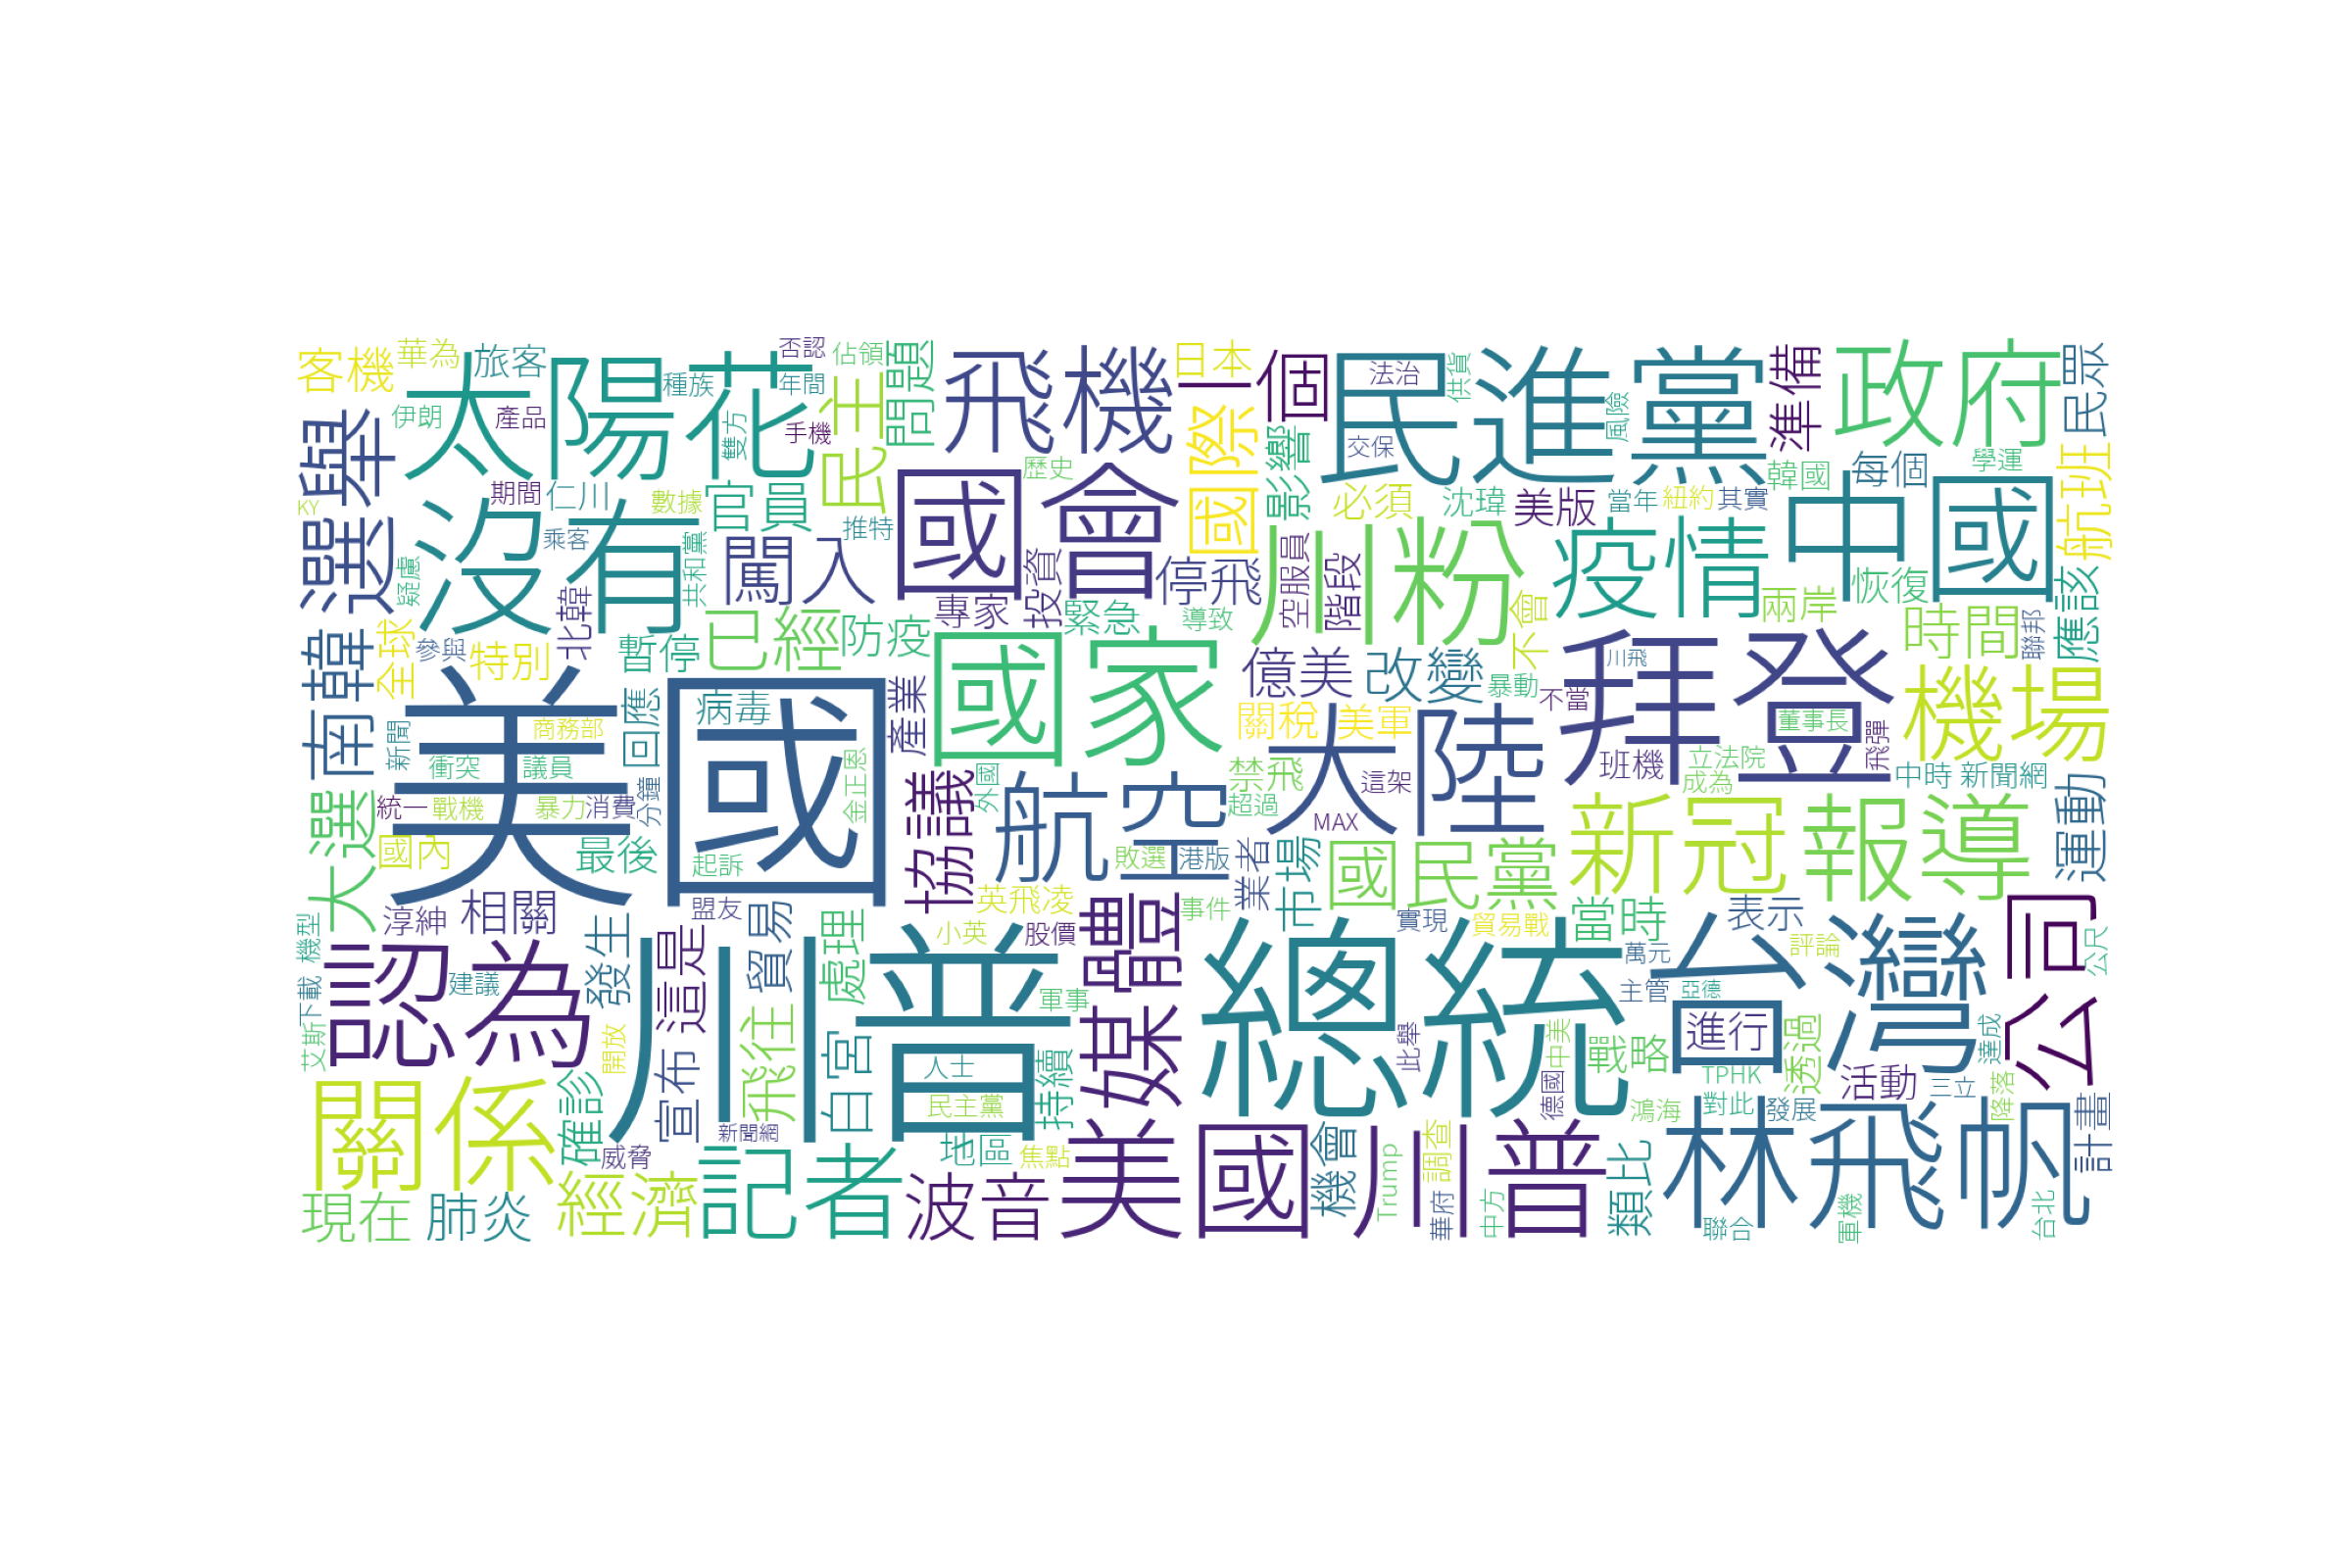 客機
華為
旅客
太陽花
伊朗
產品
選舉
KY
期間
仁川
沒有
乘客
疑慮
種族
否認
年間
手機
雙方
佔領
民主
問題
官員
數據
共和黨
推特
闖入
飛機
國會
歷史
日本
一個
國際
影響
民進黨
法治
交保
供貨
風險
準備
政府
民眾
韓國
每個
學運
航班
必須
沈瑋
美版
當年
紐約
其實
中國
川粉
疫情
兩岸
恢復
應該
時間
聯邦
停飛
投資
專家
緊急
導致
空服員
階段
不會
防疫
已經
暫停
北韓
特別
參與
全球
南韓
新聞
美國
商務部
衝突
議員
統一
戰機
暴力
消費
分鐘
回應
病毒
起訴
產業
金正恩
國家
外國
億美
改變
暴動
不當
川飛
拜登
董事長
飛彈
機場
關稅
美軍
大陸
禁飛
超過
這架
班機
立法院
成為
中時
新聞網
運動
MAX
協議
航空
敗選
港版
業者
市場
國民黨
新冠
報導
大選
國內
最後
相關
淳紳
機型
下載
認為
建議
發生
艾斯
開放
這是
宣布
盟友
貿易
川普
處理
飛往
白宮
人士
民主黨
小英
英飛凌
股價
軍事
持續
媒體
事件
實現
貿易戰
當時
表示
評論
萬元
主管
亞德
台灣
公司
公尺
總統
此舉
中美
戰略
進行
TPHK
透過
活動
三立
達成
降落
德國
鴻海
對此
發展
關係
確診
威脅
新聞網
地區
焦點
現在
肺炎
經濟
記者
波音
美國川普
機會
Trump
調查
華府
中方
類比
林飛帆
聯合
軍機
台北
計畫